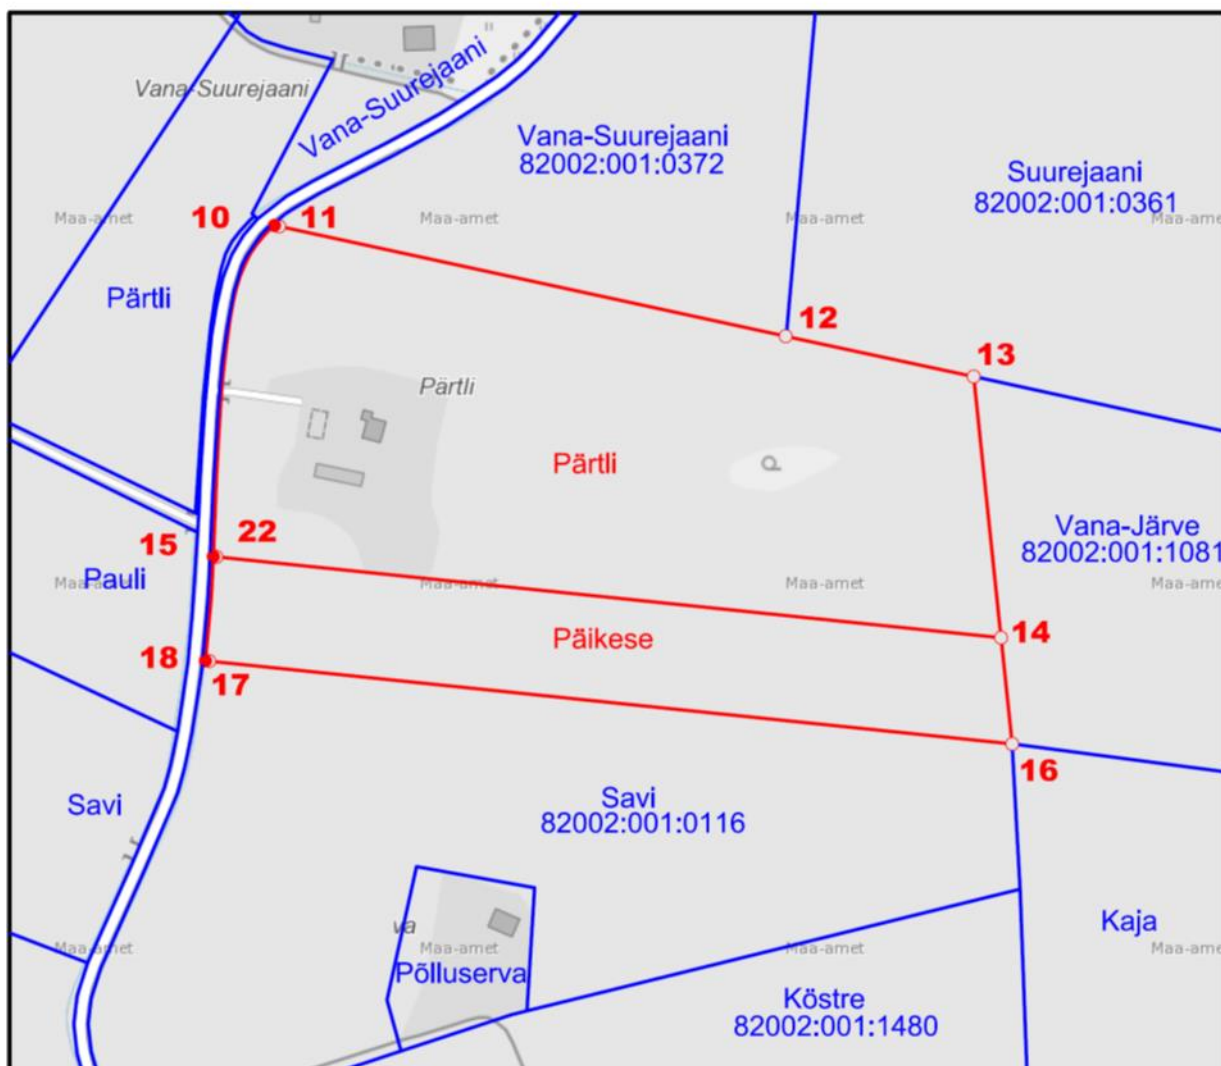 Vana-Suurejaani
Vana-Suurejaani
Vana-Suurejaani
82002:001:0372
Suurejaani
82002:001:0361
Maa-amet
10
11
Maa-amet
Maa-amet
Maa-amet
Pärtli
12
13
Pärtli
Pärtli
Vana-Järve
82002:001:1081
15
22
Pauli
Maa-amet
Maa-amet
Maa-amet
Maa-amet
14
Päikese
18
17
16
Savi
Savi
82002:001:0116
Kaja
va
Maa-amet
Maa-amet
Maa-amet
Maa-amet
Põlluserva
Köstre
82002:001:1480